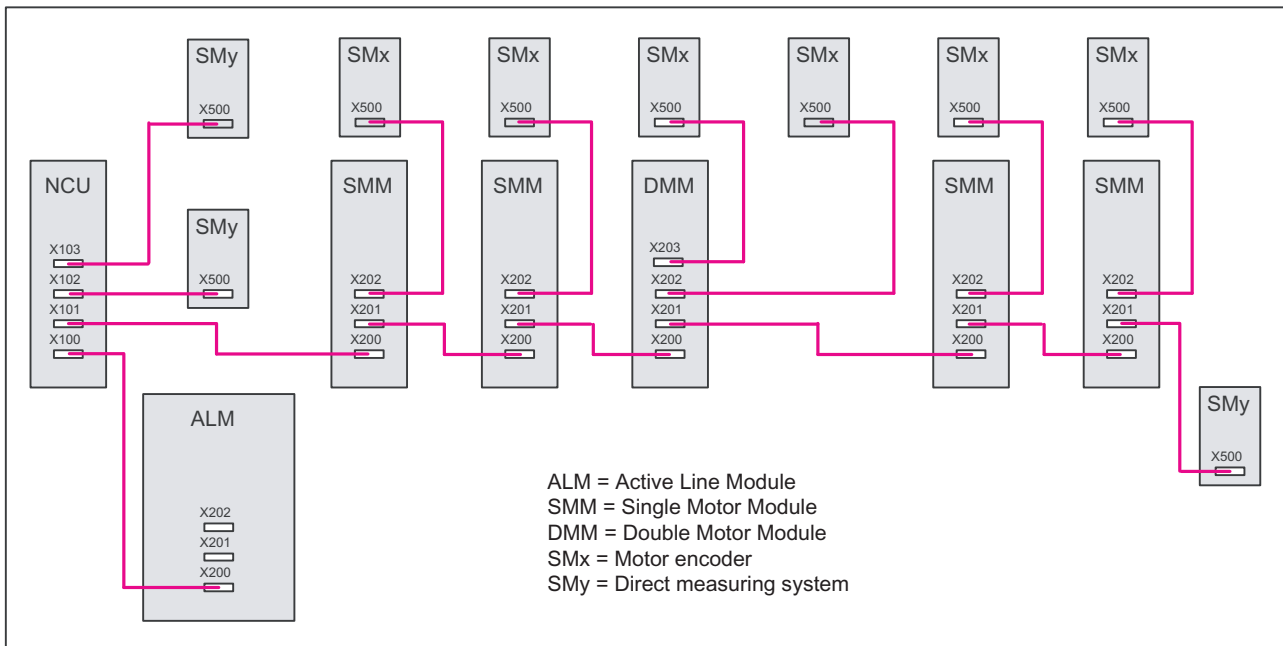 SMy
X500
SMx
X500
SMx
X500
SMx
X500
SMx
X500
SMx
X500
SMx
X500
NCU
X103
X102
X101
X100
SMy
X500
SMM
X202
X201
X200
SMM
X202
X201
X200
DMM
X203
X202
X201
X200
SMM
X202
X201
X200
SMM
X202
X201
X200
ALM
X202
X201
X200
SMy
X500
ALM = Active Line Module
SMM = Single Motor Module
DMM = Double Motor Module
SMx = Motor encoder
SMy = Direct measuring system